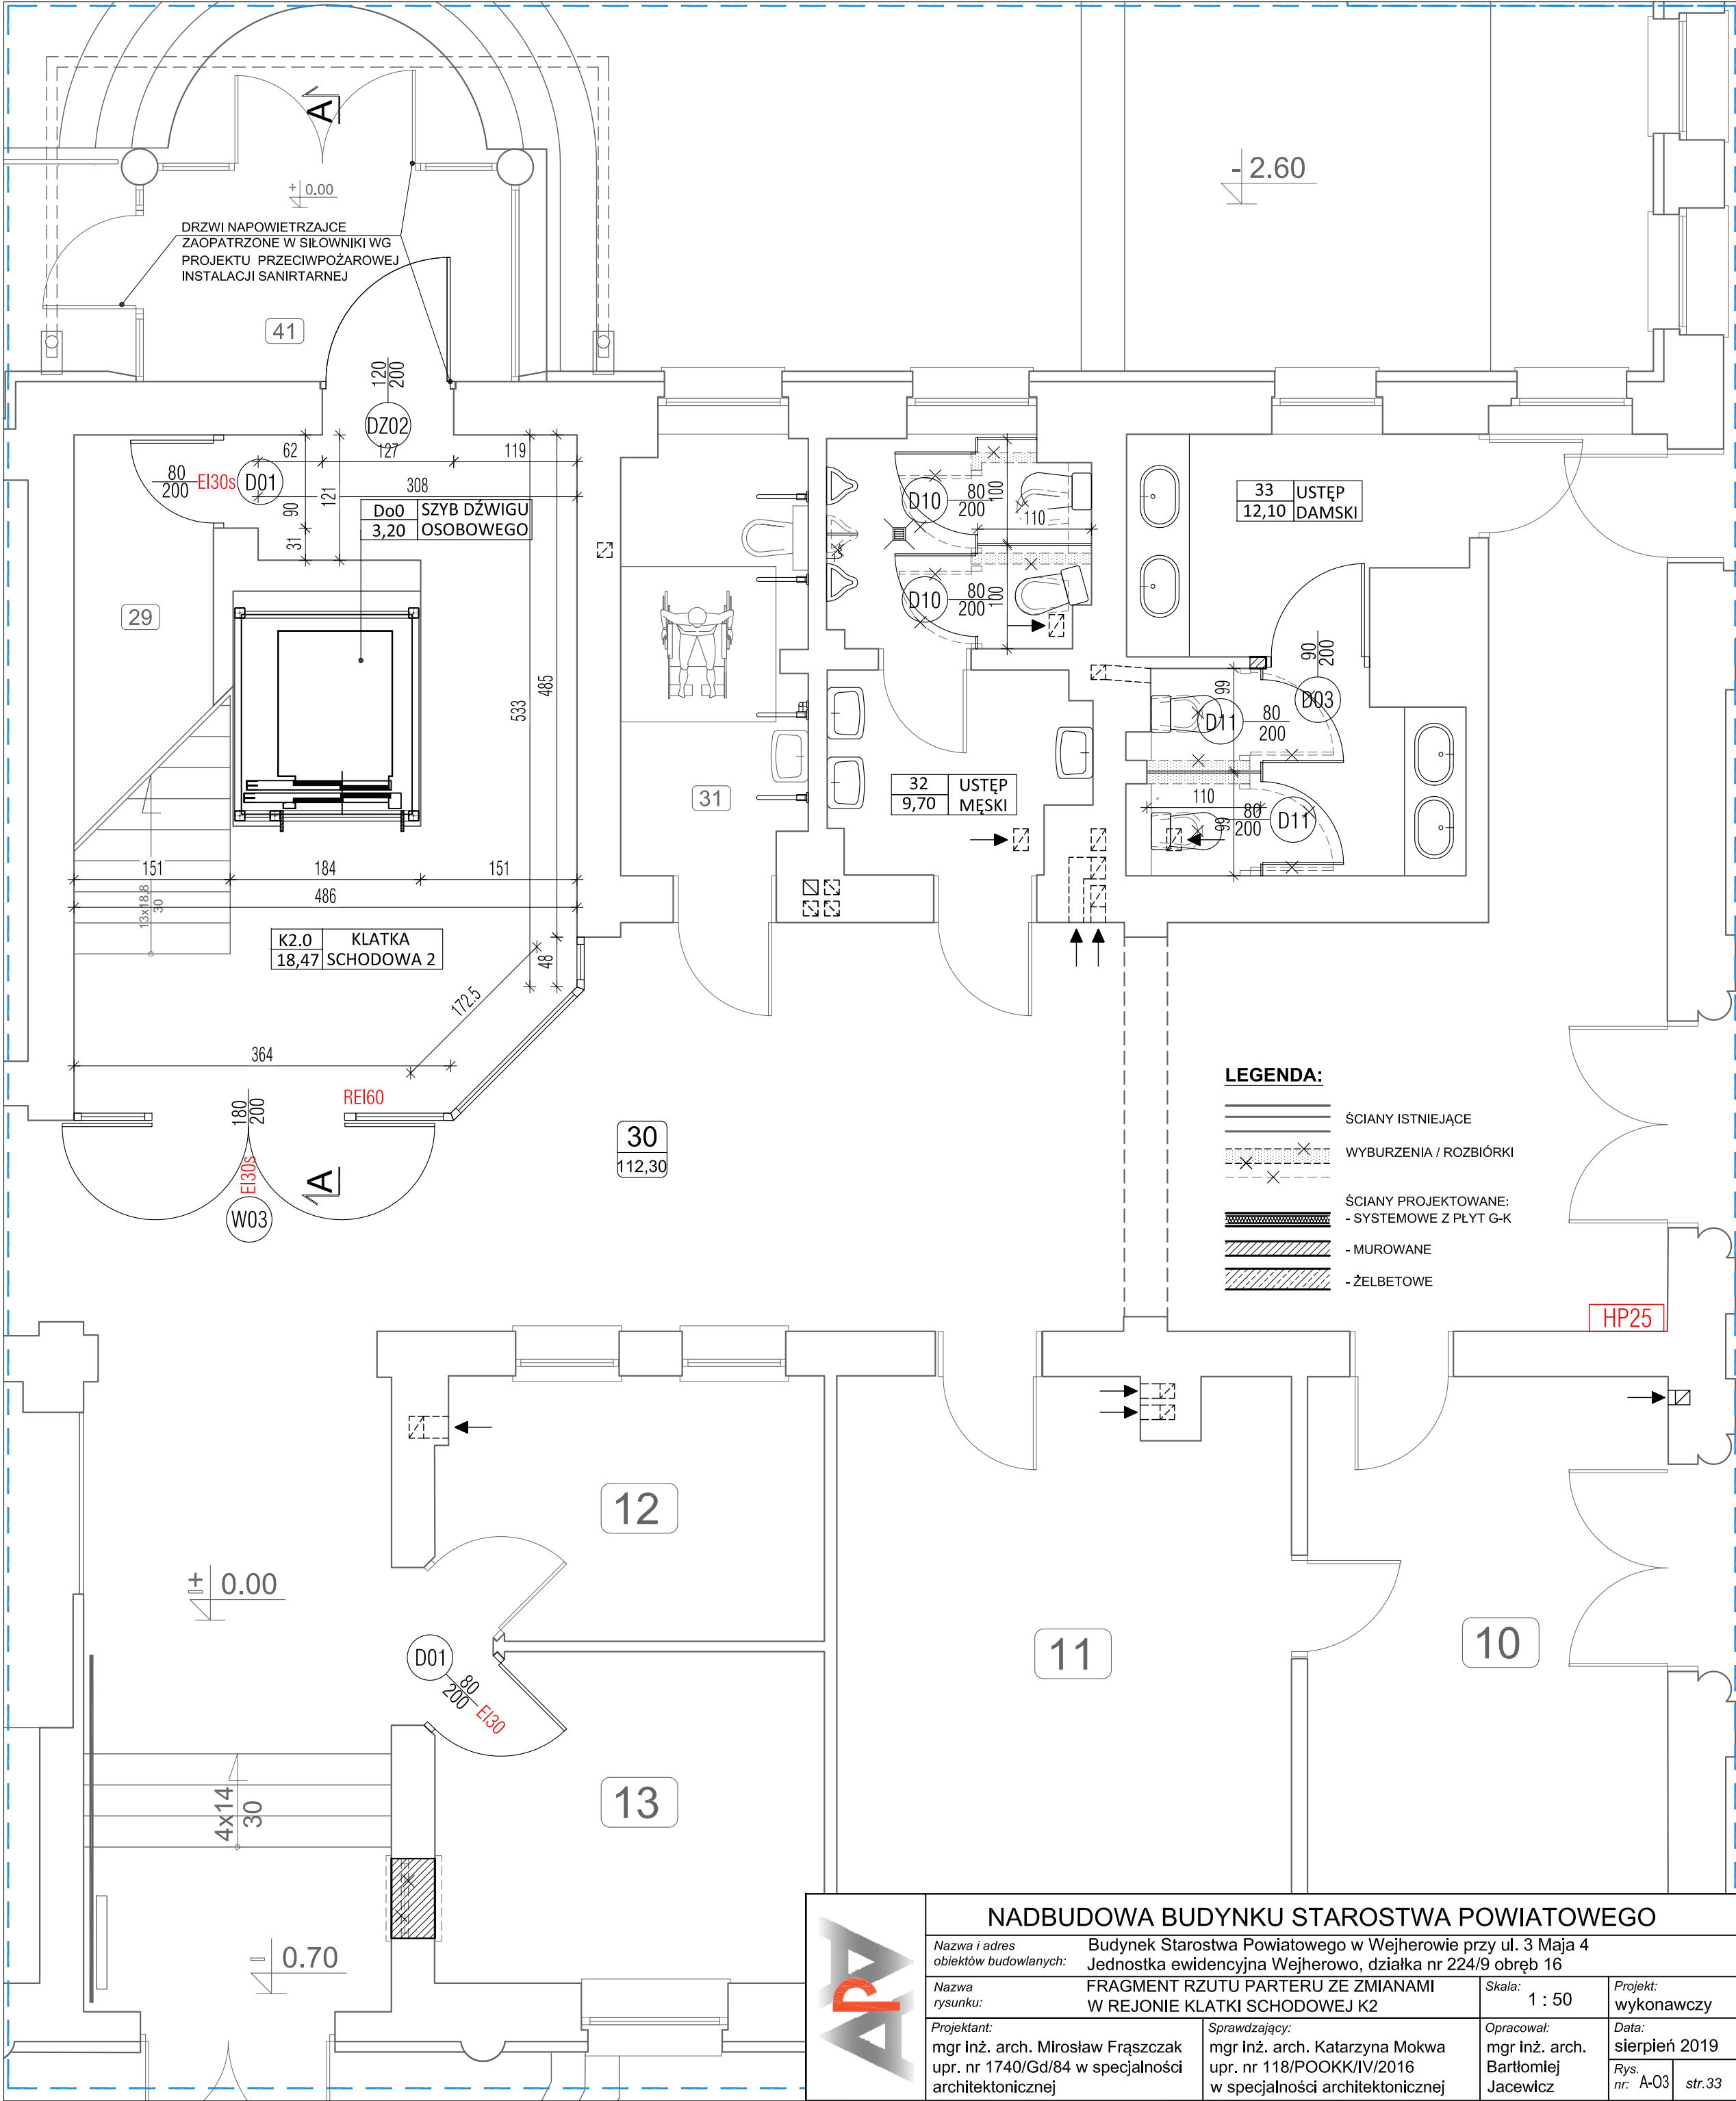 A
+ 0.00
- 2.60
DRZWI NAPOWIETRZAJCE
ZAOPATRZONE W SIŁOWNIKI WG
PROJEKTU PRZECIWPOŻAROWEJ
INSTALACJI SANIRTARNEJ
41
120
200
DZ02
62
127
119
80
200
EI30s
D01
308
90
121
31
Do0
3,20
SZYB DŹWIGU
OSOBOWEGO
29
533
485
151
184
151
486
13x18,8
30
K2.0
18,47
KLATKA
SCHODOWA 2
48
172.5
364
REI60
180
200
EI30s
W03
A
31
D10
80
200
100
110
D10
80
200
100
32
9,70
USTĘP
MĘSKI
33
12,10
USTĘP
DAMSKI
90
200
D03
99
D11
80
200
110
99
80
200
D11
30
112,30
LEGENDA:
ŚCIANY ISTNIEJĄCE
WYBURZENIA / ROZBIÓRKI
ŚCIANY PROJEKTOWANE:
- SYSTEMOWE Z PŁYT G-K
- MUROWANE
- ŻELBETOWE
HP25
12
± 0.00
11
10
D01
80
200
EI30
13
4x14
30
- 0.70
APA
NADBUDOWA BUDYNKU STAROSTWA POWIATOWEGO
Nazwa i adres
obiektów budowlanych:
Budynek Starostwa Powiatowego w Wejherowie przy ul. 3 Maja 4
Jednostka ewidencyjna Wejherowo, działka nr 224/9 obręb 16
Nazwa
rysunku:
FRAGMENT RZUTU PARTERU ZE ZMIANAMI
W REJONIE KLATKI SCHODOWEJ K2
Skala:
1 : 50
Projekt:
wykonawczy
Projektant:
mgr inż. arch. Mirosław Frąszczak
upr. nr 1740/Gd/84 w specjalności
architektonicznej
Sprawdzający:
mgr inż. arch. Katarzyna Mokwa
upr. nr 118/POOKK/IV/2016
w specjalności architektonicznej
Opracował:
mgr inż. arch.
Bartłomiej
Jacewicz
Data:
sierpień 2019
Rys.
nr: A-03
str.33